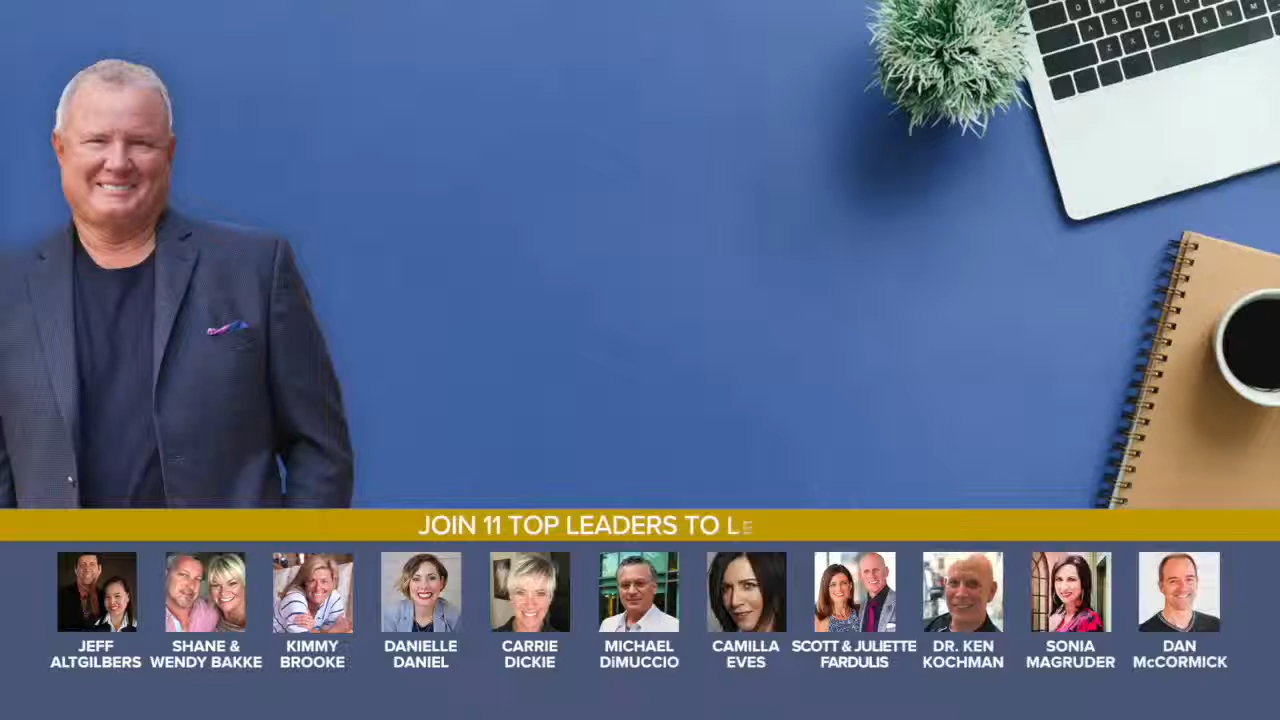 JOIN 11 TOP LEADERS TO L
JEFF
ALTGILBERS
SHANE &
WENDY BAKKE
KIMMY
BROOKE
DANIELLE
DANIEL
CARRIE
DICKIE
MICHAEL
DiMUCCIO
CAMILLA
EVES
SCOTT & JULIETTE
FARDULIS
DR. KEN
KOCHMAN
SONIA
MAGRUDER
DAN
McCORMICK